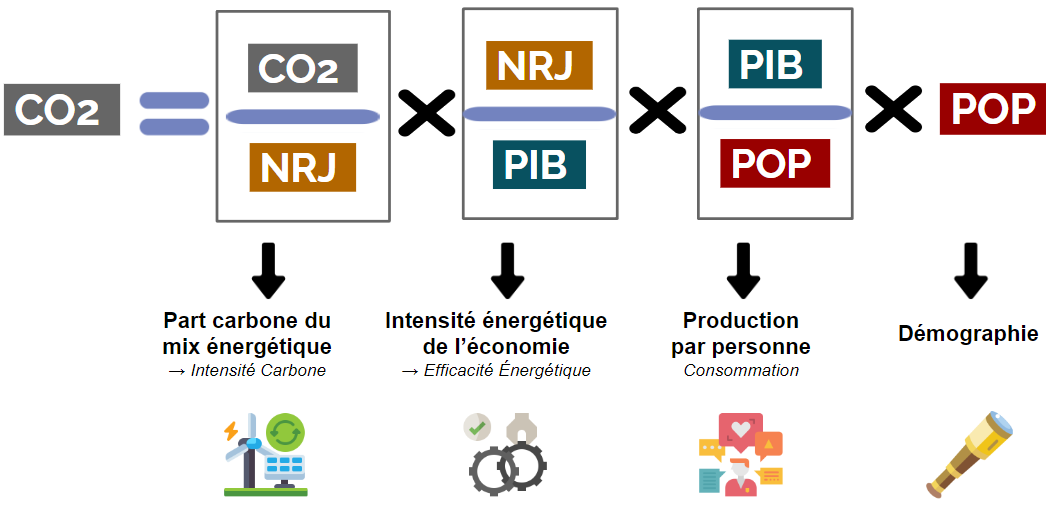 CO2
CO2
NRJ
NRJ
PIB
PIB
POP
POP
Part carbone du
mix énergétique
→ Intensité Carbone
Intensité énergétique
de l’économie
→ Efficacité Énergétique
Production
par personne
Consommation
Démographie